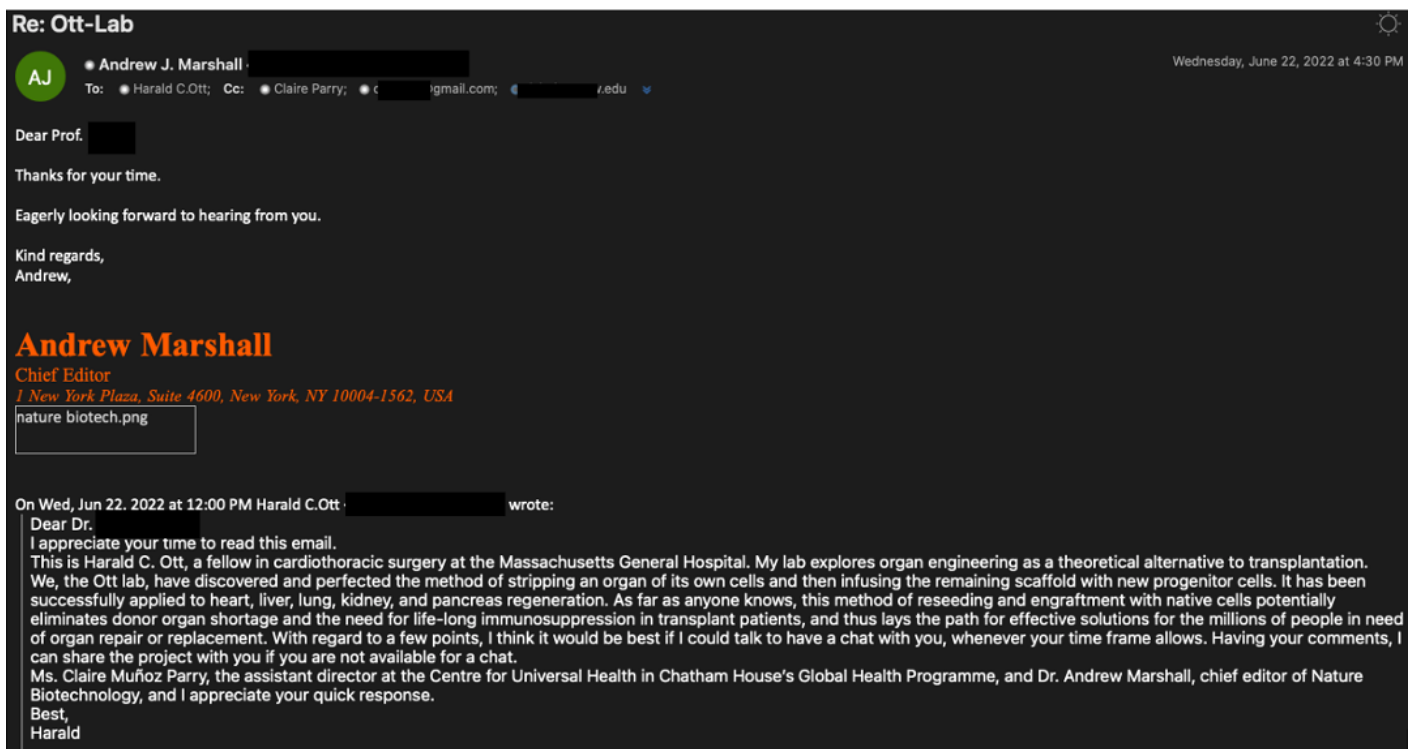 Re: Ott-Lab
AJ
Andrew J. Marshall
Wednesday, June 22, 2022 at 4:30 PM
To: Harald C.Ott; Cc: Claire Parry; gmail.com; .edu
Dear Prof.
Thanks for your time.
Eagerly looking forward to hearing from you.
Kind regards,
Andrew,
Andrew Marshall
Chief Editor
1 New York Plaza, Suite 4600, New York, NY 10004-1562, USA
nature biotech.png
On Wed, Jun 22. 2022 at 12:00 PM Harald C.Ott wrote:
Dear Dr.
I appreciate your time to read this email.
This is Harald C. Ott, a fellow in cardiothoracic surgery at the Massachusetts General Hospital. My lab explores organ engineering as a theoretical alternative to transplantation.
We, the Ott lab, have discovered and perfected the method of stripping an organ of its own cells and then infusing the remaining scaffold with new progenitor cells. It has been
successfully applied to heart, liver, lung, kidney, and pancreas regeneration. As far as anyone knows, this method of reseeding and engraftment with native cells potentially
eliminates donor organ shortage and the need for life-long immunosuppression in transplant patients, and thus lays the path for effective solutions for the millions of people in need
of organ repair or replacement. With regard to a few points, I think it would be best if I could talk to have a chat with you, whenever your time frame allows. Having your comments, I
can share the project with you if you are not available for a chat.
Ms. Claire Muñoz Parry, the assistant director at the Centre for Universal Health in Chatham House's Global Health Programme, and Dr. Andrew Marshall, chief editor of Nature
Biotechnology, and I appreciate your quick response.
Best,
Harald